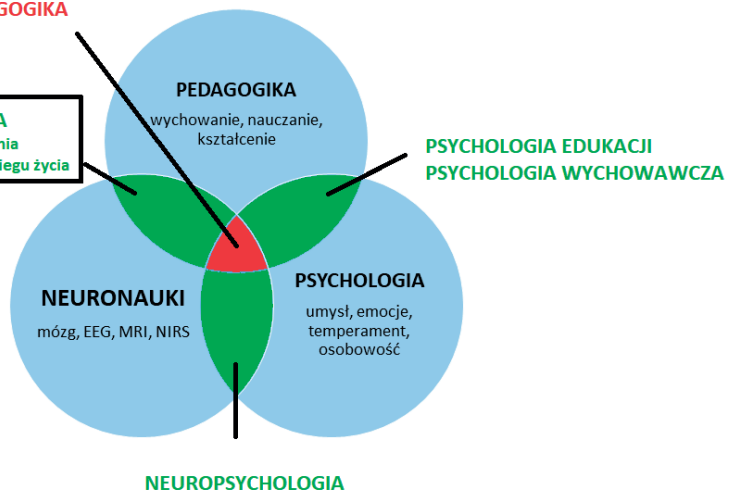 GOGIKA
PEDAGOGIKA
wychowanie, nauczanie,
kształcenie
A
nia
iegu życia
PSYCHOLOGIA EDUKACJI
PSYCHOLOGIA WYCHOWAWCZA
NEURONAUKI
mózg, EEG, MRI, NIRS
PSYCHOLOGIA
umysł, emocje,
temperament,
osobowość
NEUROPSYCHOLOGIA